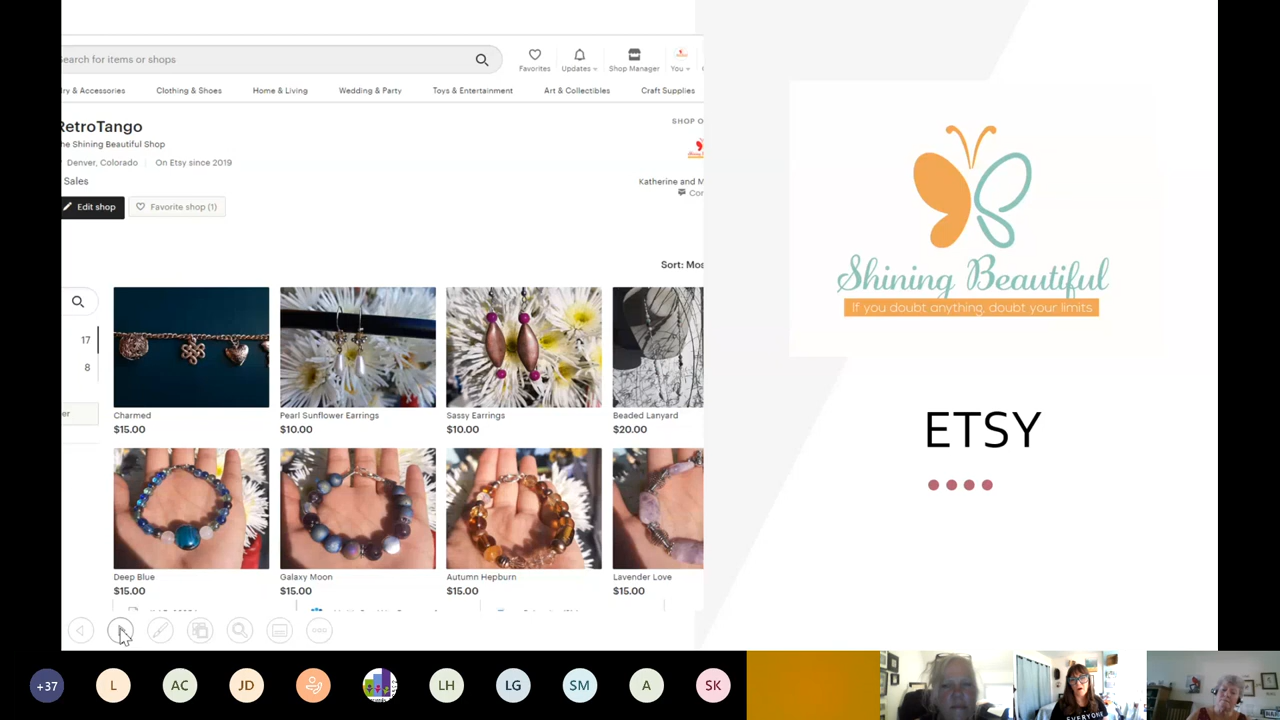 search for items or shops
Favorites
Updates
Shop Manager
You
ry & Accessories
Clothing & Shoes
Home & Living
Wedding & Party
Toys & Entertainment
Art & Collectibles
Craft Supplies
RetroTango
he Shining Beautiful Shop
Denver, Colorado | On Etsy since 2019
Sales
Edit shop
Favorite shop (1)
SHOP O
Katherine and M
Co
Sort: Mos
17
8
er
Charmed
$15.00
Pearl Sunflower Earrings
$10.00
Sassy Earrings
$10.00
Beaded Lanyard
$20.00
Deep Blue
$15.00
Galaxy Moon
$15.00
Autumn Hepburn
$15.00
Lavender Love
$15.00
Shining Beautiful
If you doubt anything, doubt your limits
ETSY
+37
L
AC
JD
LH
LG
SM
A
SK
EVERYONE